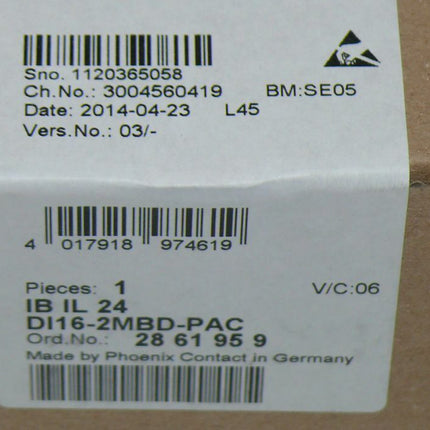 Sno. 1120365058
Ch.No.: 3004560419 BM:SE05
Date: 2014-04-23 L45
Vers.No.: 03/-
4 017918 974619
Pieces: 1 V/C:06
IB IL 24
DI16-2MBD-PAC
Ord.No.: 28 61 95 9
Made by Phoenix Contact in Germany